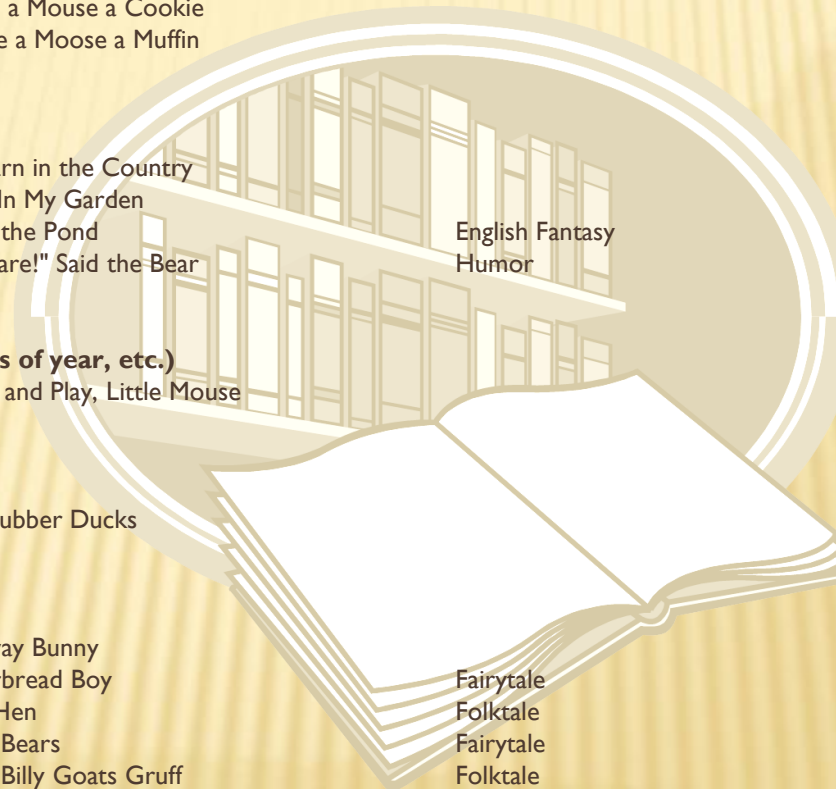 a Mouse a Cookie
e a Moose a Muffin
arn in the Country
In My Garden
the Pond English Fantasy
are!" Said the Bear Humor
s of year, etc.)
and Play, Little Mouse
ubber Ducks
ay Bunny
bread Boy Fairytale
Hen Folktale
Bears Fairytale
Billy Goats Gruff Folktale